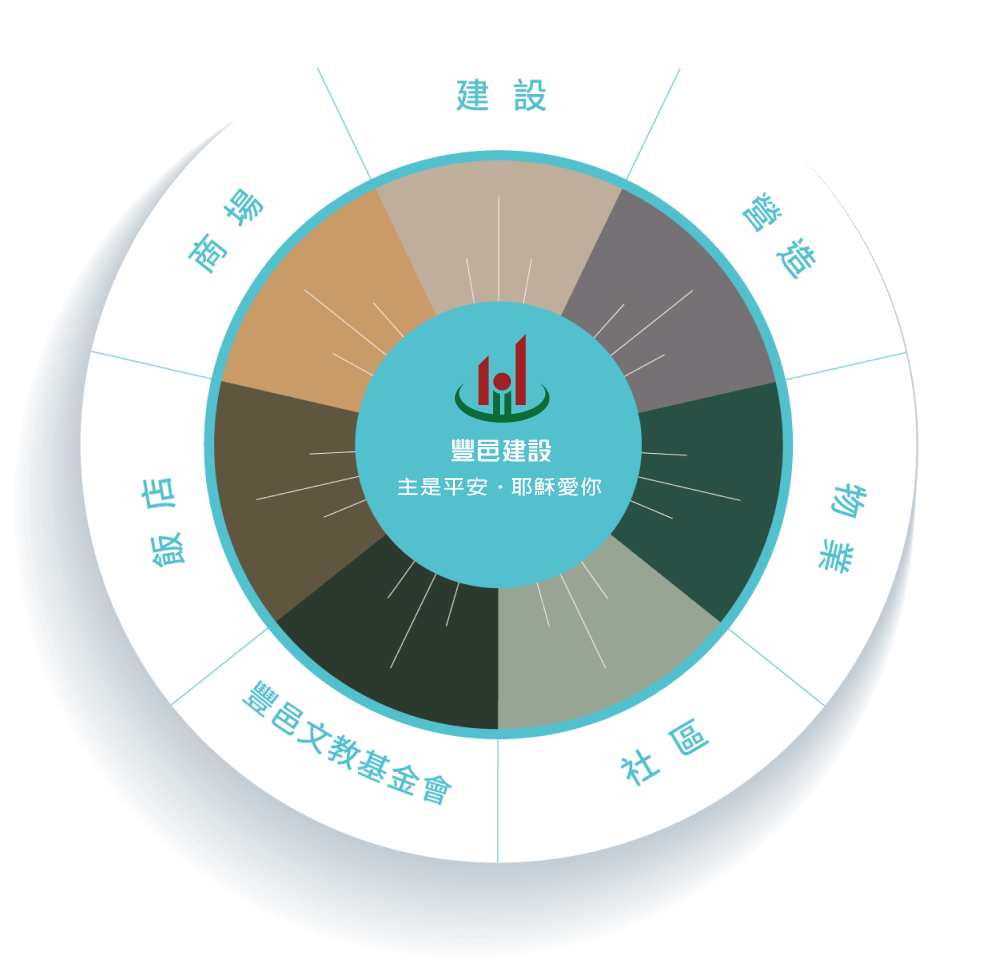 建設
營造
物業
社區
豐邑文教基金會
飯店
商場
豐邑建設
主是平安·耶穌愛你